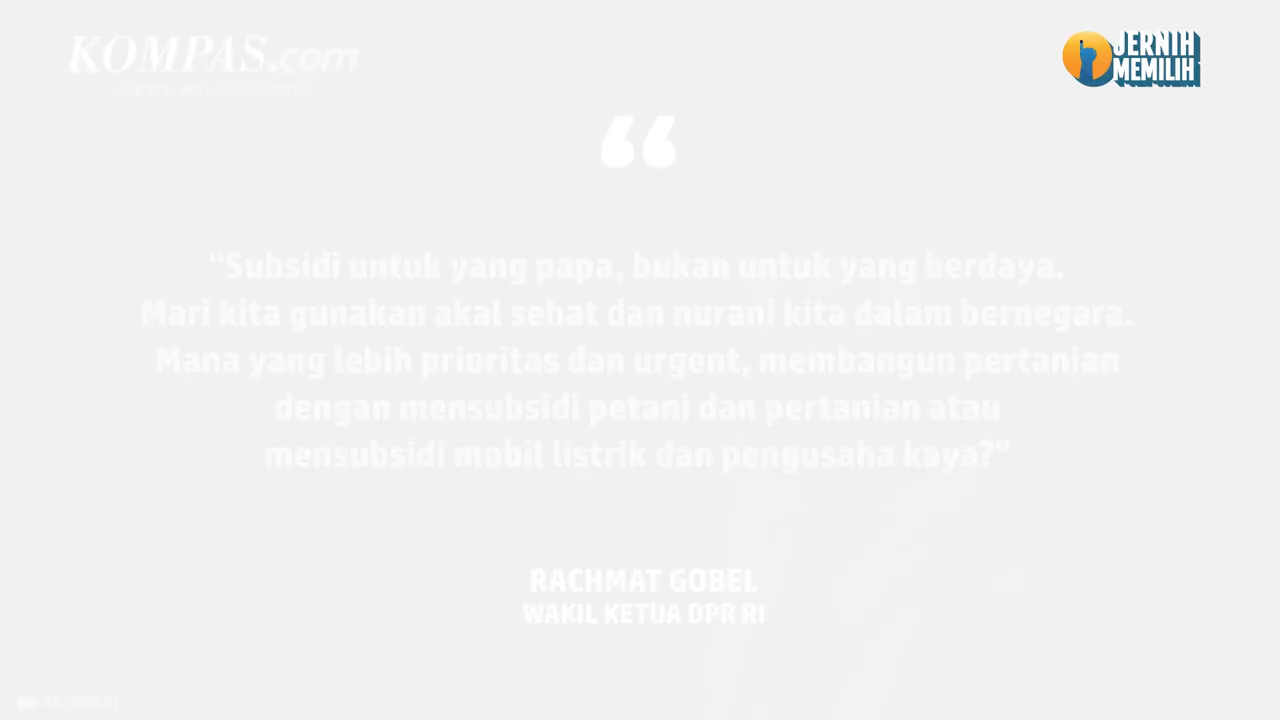 KOMPAS.com
JERNIH
MEMILIH
“
"Subsidi untuk yang papa, bukan untuk yang berdaya.
Mari kita gunakan akal sehat dan nurani kita dalam bernegara.
Mana yang lebih prioritas dan urgent, membangun pertanian
dengan mensubsidi petani dan pertanian atau
mensubsidi mobil listrik dan pengusaha kaya?"
RACHMAT GOBEL
WAKIL KETUA DPR RI